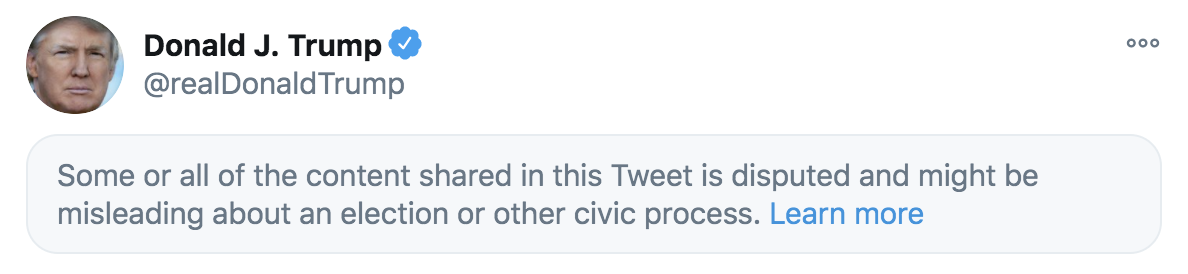 Donald J. Trump
@realDonaldTrump
Some or all of the content shared in this Tweet is disputed and might be
misleading about an election or other civic process. Learn more